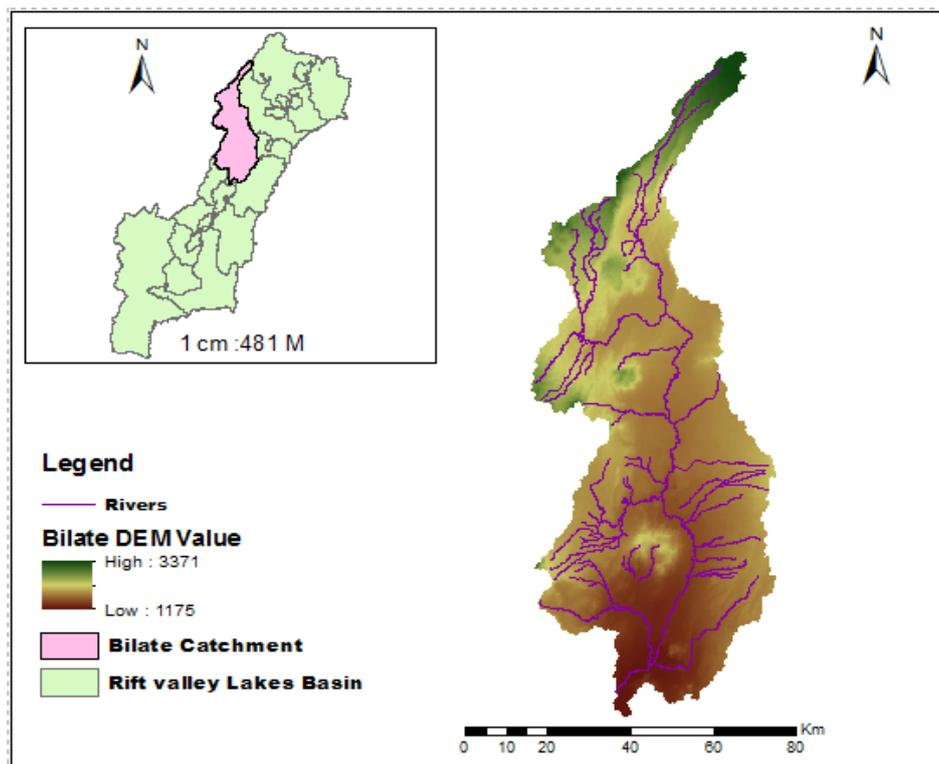 N
N
1 cm :481 M
Legend
Rivers
Bilate DEM Value
High : 3371
Low : 1175
Bilate Catchment
Rift valley Lakes Basin
Km
0 10 20 40 60 80